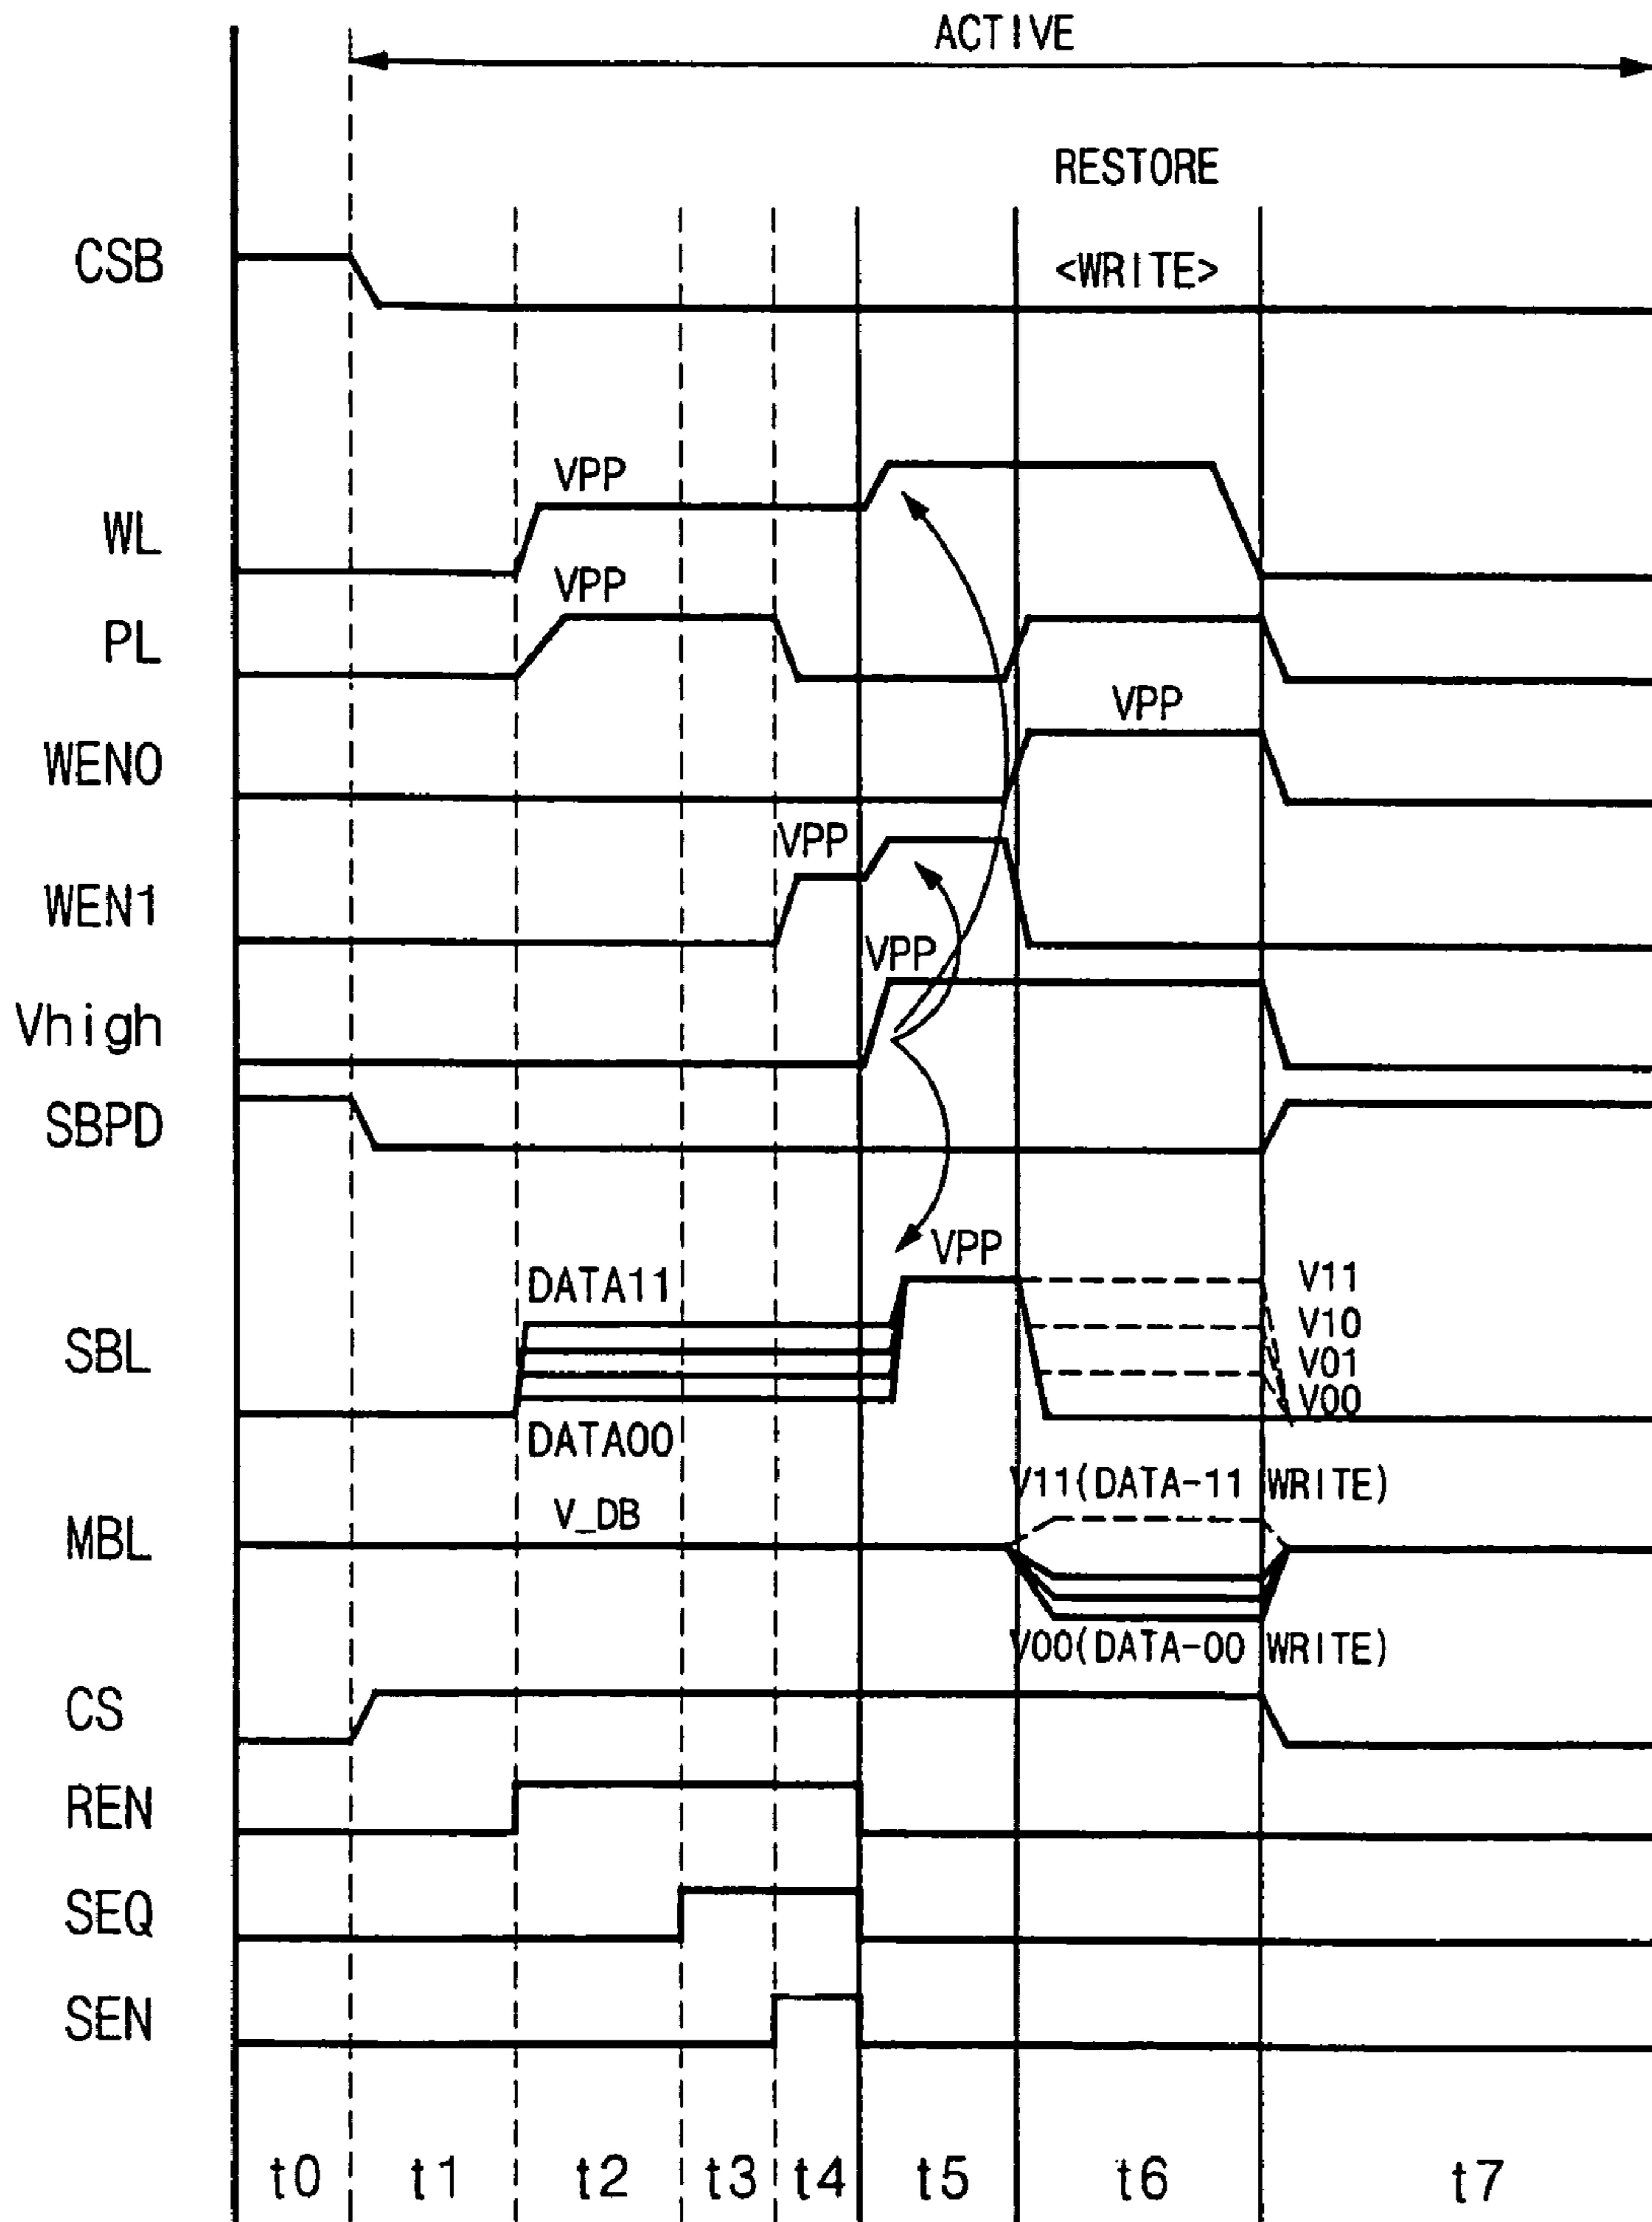 ACTIVE
RESTORE
CSB
<WRITE>
VPP
WL
VPP
PL
VPP
WEN0
VPP
WEN1
VPP
Vhigh
SBPD
VPP
DATA11
V11
V10
SBL
V01
V00
DATA00
V11(DATA-11 WRITE)
V_DB
MBL
V00(DATA-00 WRITE)
CS
REN
SEQ
SEN
t0 t1 t2 t3 t4 t5 t6 t7